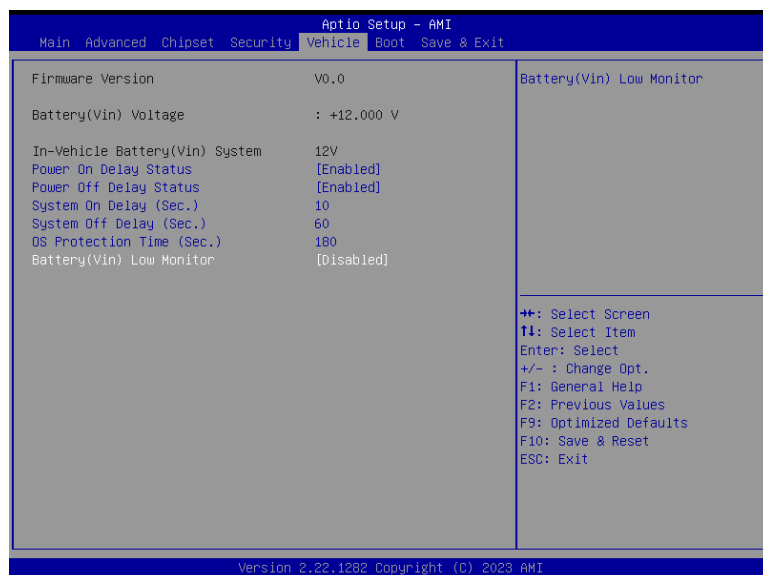 Aptio Setup - AMI
Main Advanced Chipset Security Vehicle Boot Save & Exit
Firmware Version V0.0
Battery(Vin) Voltage : +12.000 V
In-Vehicle Battery(Vin) System 12V
Power On Delay Status [Enabled]
Power Off Delay Status [Enabled]
System On Delay (Sec.) 10
System Off Delay (Sec.) 60
OS Protection Time (Sec.) 180
Battery(Vin) Low Monitor [Disabled]
Battery(Vin) Low Monitor
→←: Select Screen
↑↓: Select Item
Enter: Select
+/- : Change Opt.
F1: General Help
F2: Previous Values
F9: Optimized Defaults
F10: Save & Reset
ESC: Exit
Version 2.22.1282 Copyright (C) 2023 AMI